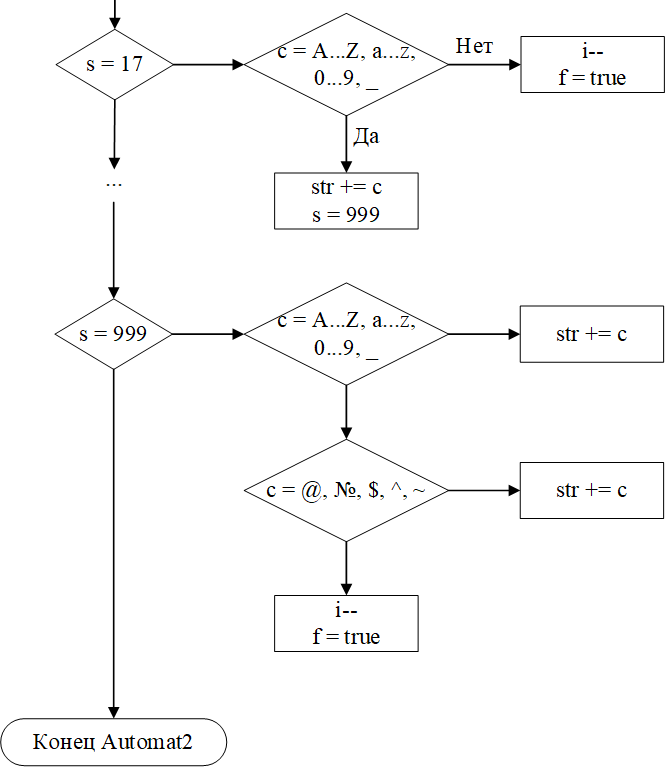 s = 17
c = A...Z, a...z,
0...9, _
Нет
i--
f = true
Да
str += c
s = 999
...
s = 999
c = A...Z, a...z,
0...9, _
str += c
c = @, №, $, ^, ~
str += c
i--
f = true
Конец Automat2